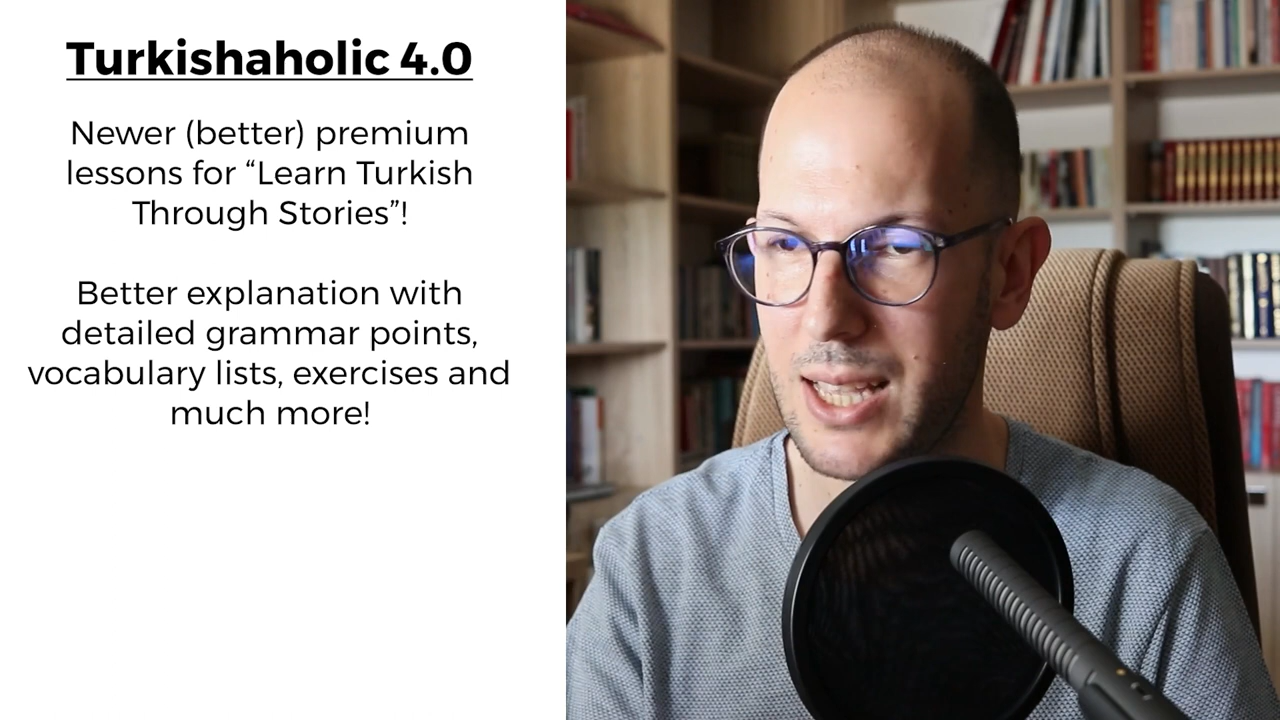 Turkishaholic 4.0
Newer (better) premium
lessons for “Learn Turkish
Through Stories”!
Better explanation with
detailed grammar points,
vocabulary lists, exercises and
much more!